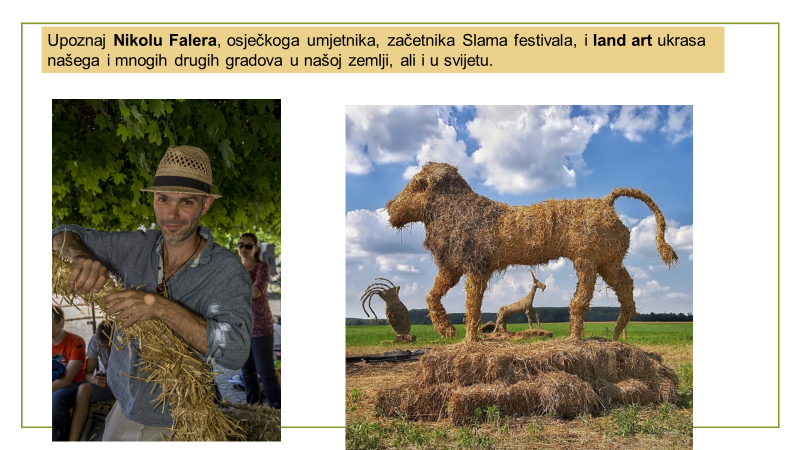 Upoznaj Nikolu Falera, osječkoga umjetnika, začetnika Slama festivala, i land art ukrasa
našega i mnogih drugih gradova u našoj zemlji, ali i u svijetu.